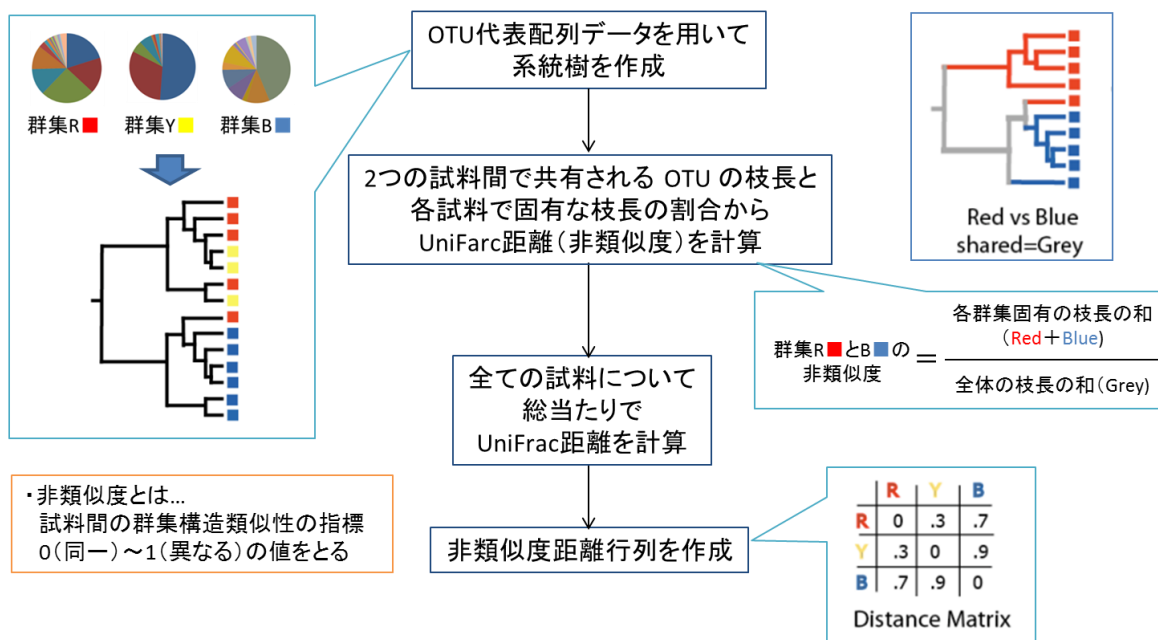 群集R
群集Y
群集B
OTU代表配列データを用いて
系統樹を作成
2つの試料間で共有される OTU の枝長と
各試料で固有な枝長の割合から
UniFarc距離（非類似度）を計算
Red vs Blue
shared=Grey
群集R とB の
非類似度
=
各群集固有の枝長の和
（Red＋Blue）
全体の枝長の和（Grey）
全ての試料について
総当たりで
UniFrac距離を計算
・非類似度とは…
試料間の群集構造類似性の指標
0（同一）～1（異なる）の値をとる
非類似度距離行列を作成
R Y B
R 0 .3 .7
Y .3 0 .9
B .7 .9 0
Distance Matrix